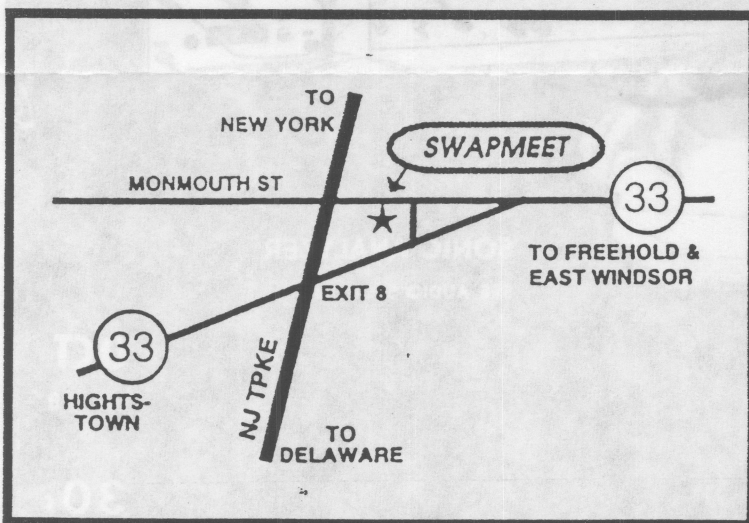 TO
NEW YORK
SWAPMEET
MONMOUTH ST
33
TO FREEHOLD &
EAST WINDSOR
EXIT 8
33
HIGHTS-
TOWN
NJ TPKE
TO
DELAWARE